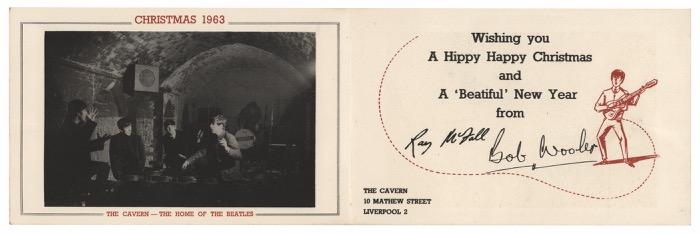 CHRISTMAS 1963
THE CAVERN — THE HOME OF THE BEATLES
Wishing you
A Hippy Happy Christmas
and
A 'Beatiful' New Year
from
Ray McFall
Bob Wooler
THE CAVERN
10 MATHEW STREET
LIVERPOOL 2